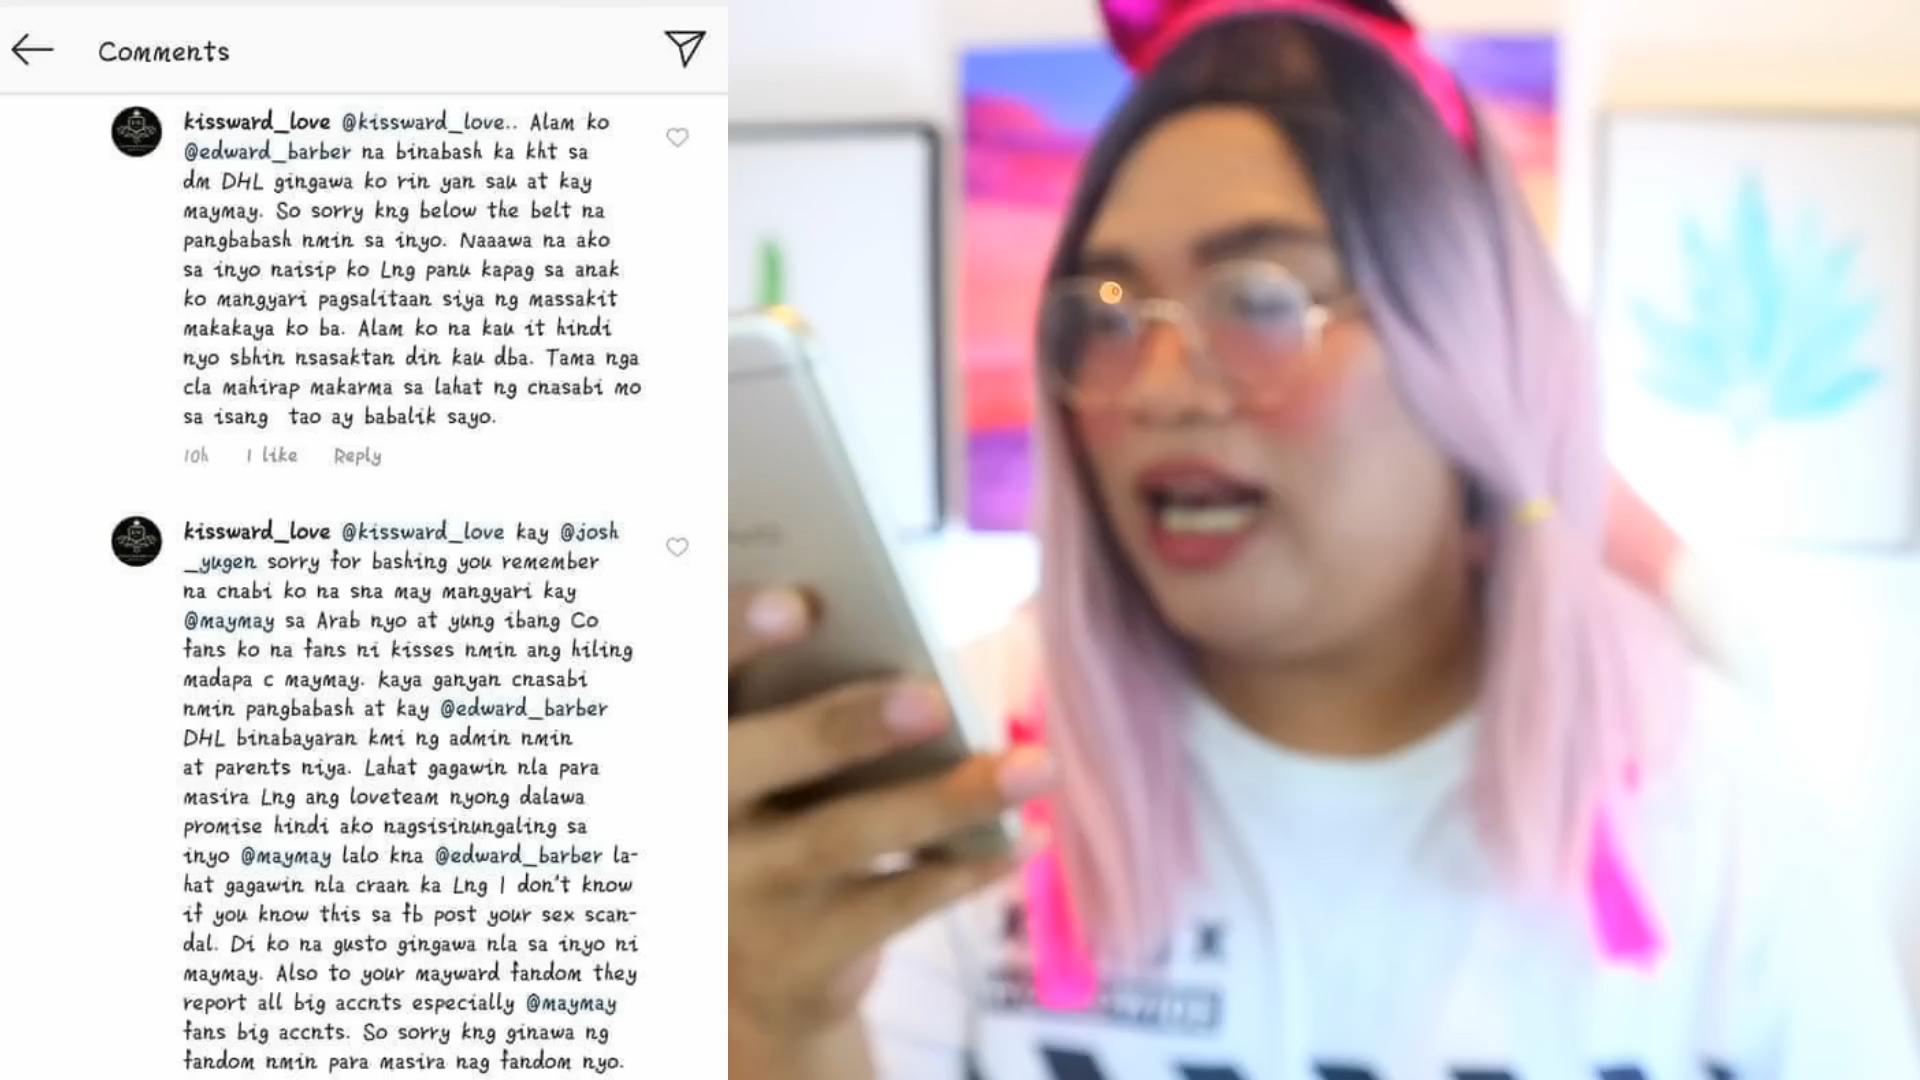 Comments
kissward_love @kissward_love.. Alam ko
@edward_barber na binabash ka kht sa
dm DHL gingawa ko rin yan sau at kay
maymay. So sorry kng below the belt na
pangbabash nmin sa inyo. Naaawa na ako
sa inyo naisip ko Lng panu kapag sa anak
ko mangyari pagsalitaan siya ng massakit
makakaya ko ba. Alam ko na kau it hindi
nyo sbhin nsasaktan din kau dba. Tama nga
cla mahirap makarma sa lahat ng cnasabi mo
sa isang tao ay babalik sayo.
10h 1 like Reply
kissward_love @kissward_love kay @josh
_yugen sorry for bashing you remember
na cnabi ko na sna may mangyari kay
@maymay sa Arab nyo at yung ibang Co
fans ko na fans ni kisses nmin ang hiling
madapa c maymay. kaya ganyan cnasabi
nmin pangbabash at kay @edward_barber
DHL binabayaran kmi ng admin nmin
at parents niya. Lahat gagawin nla para
masira Lng ang loveteam nyong dalawa
promise hindi ako nagsisinungaling sa
inyo @maymay lalo kna @edward_barber la-
hat gagawin nla craan ka Lng I don't know
if you know this sa fb post your sex scan-
dal. Di ko na gusto gingawa nla sa inyo ni
maymay. Also to your mayward fandom they
report all big accnts especially @maymay
fans big accnts. So sorry kng ginawa ng
fandom nmin para masira nag fandom nyo.